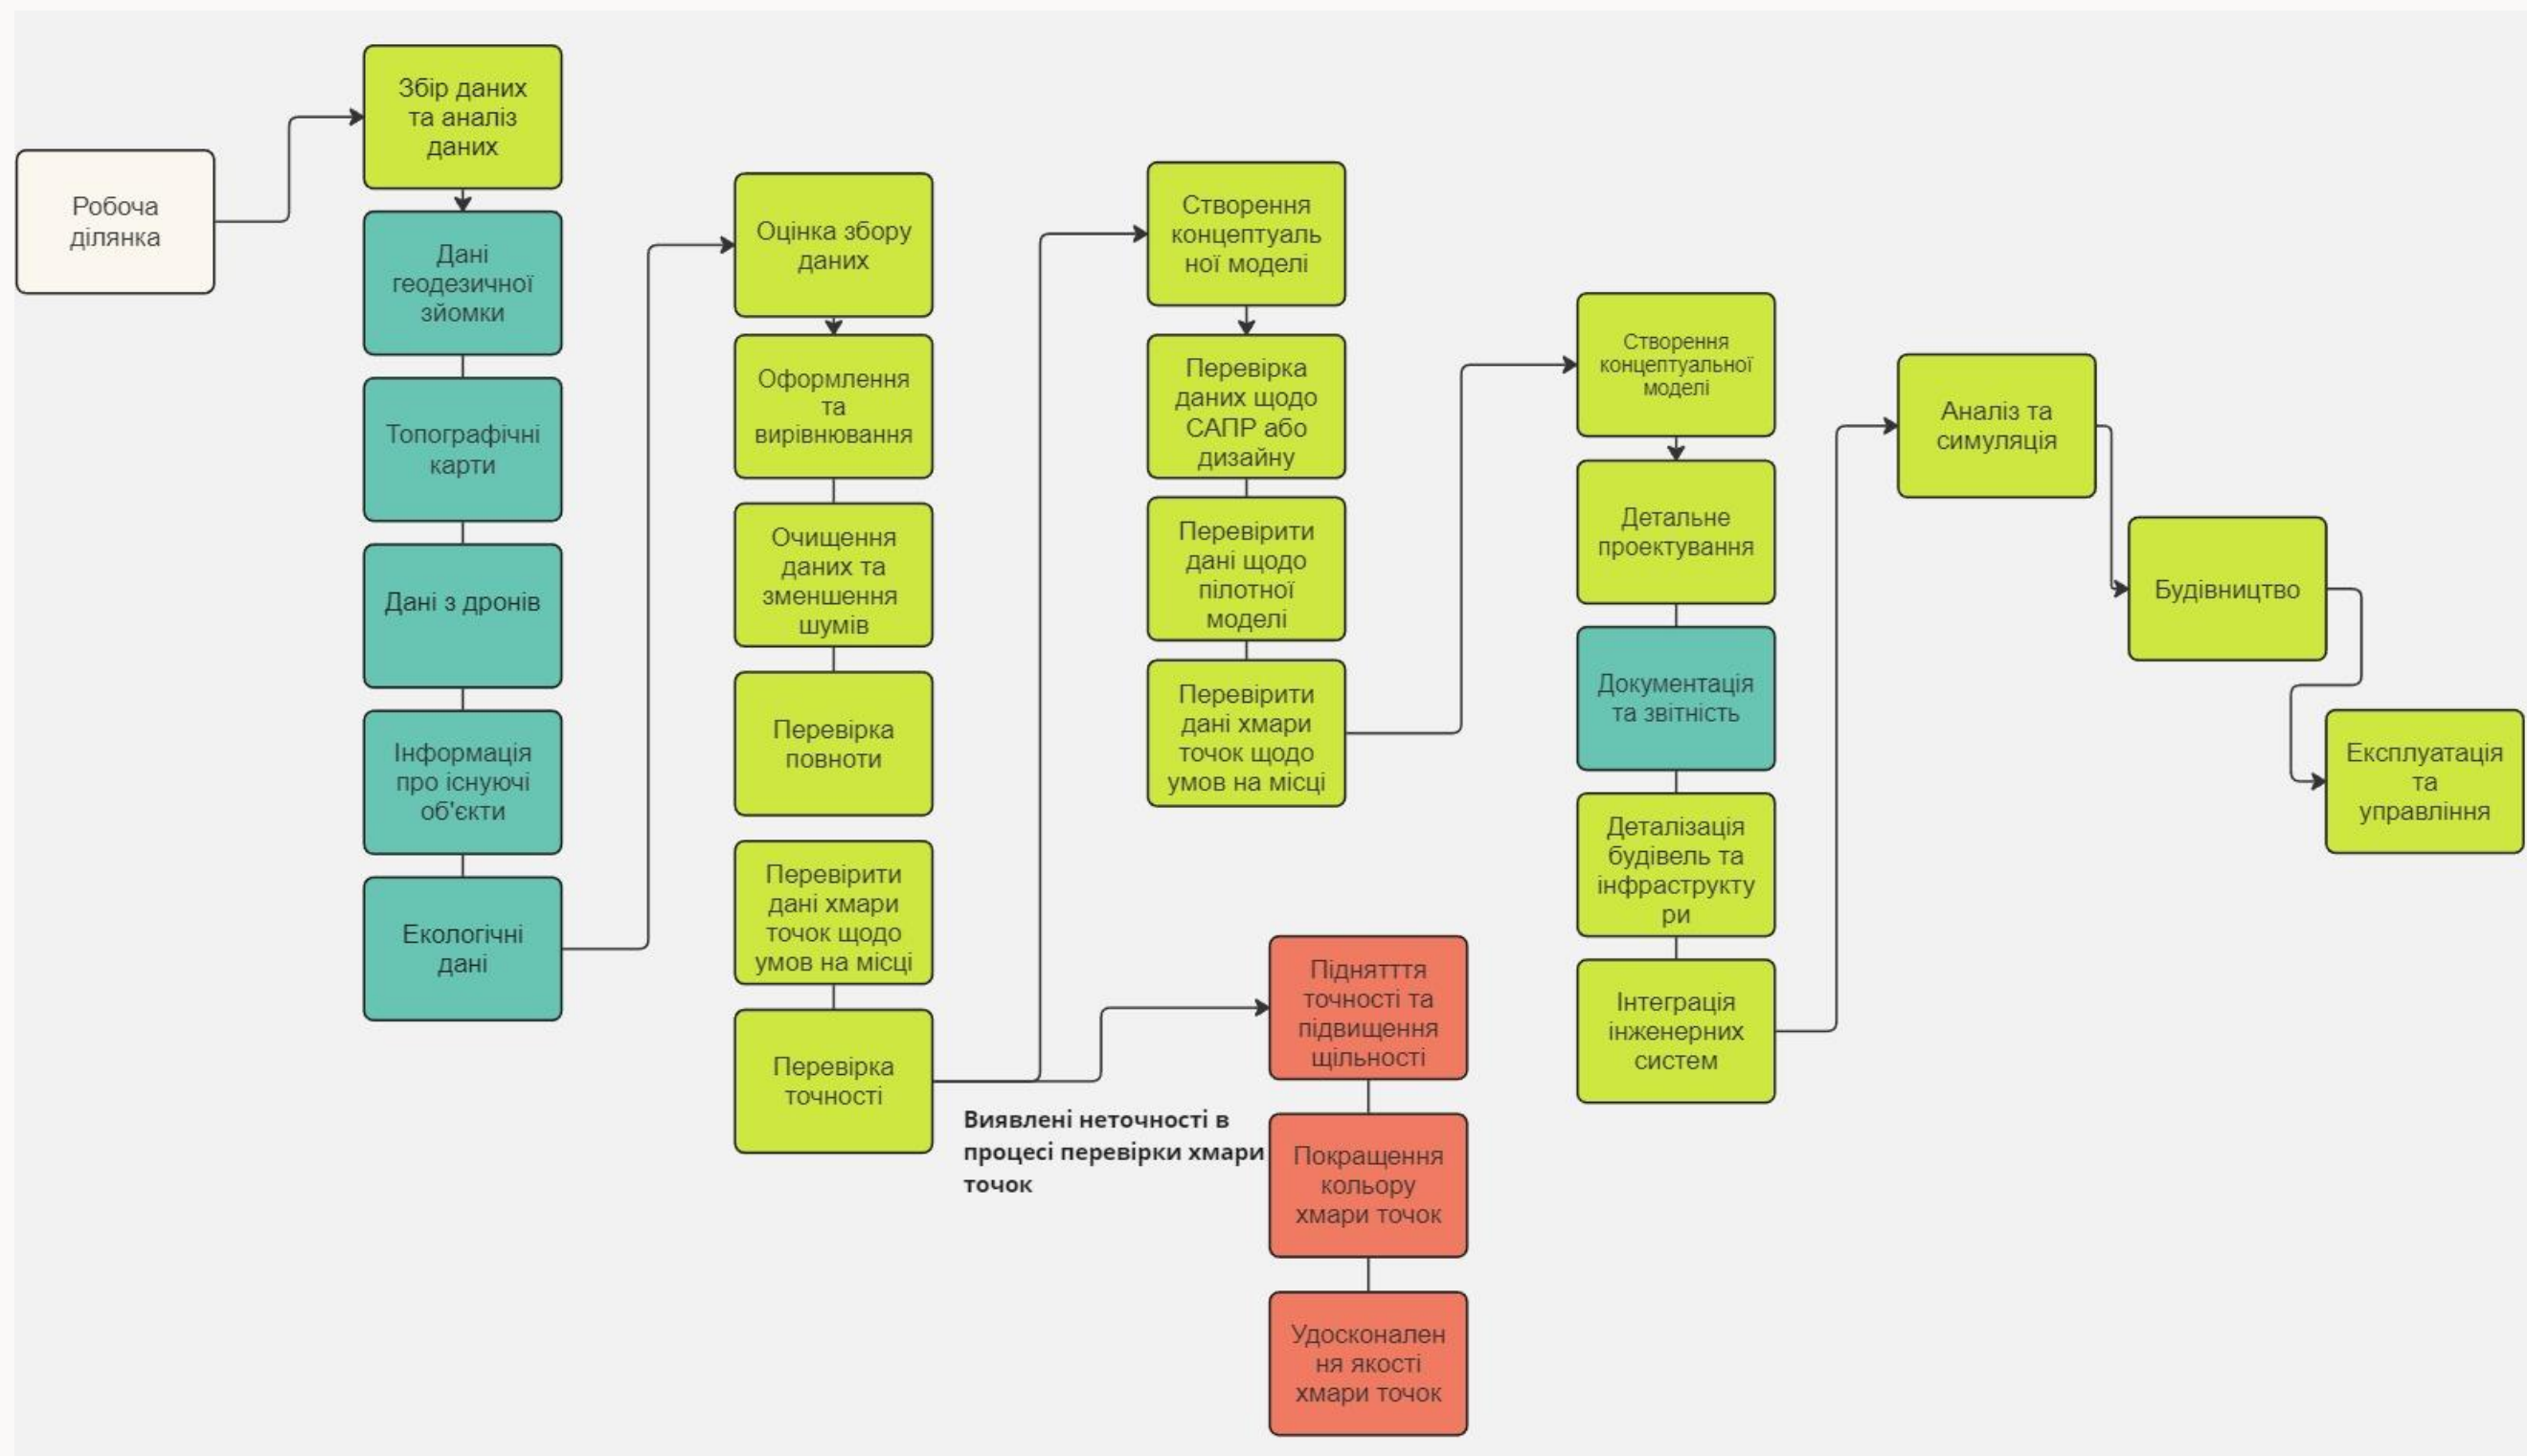 Робоча
ділянка
Збір даних
та аналіз
даних
Дані
геодезичної
зйомки
Топографічні
карти
Дані з дронів
Інформація
про існуючі
об'єкти
Екологічні
дані
Оцінка збору
даних
Оформлення
та
вирівнювання
Очищення
даних та
зменшення
шумів
Перевірка
повноти
Перевірити
дані хмари
точок щодо
умов на місці
Перевірка
точності
Виявлені неточності в
процесі перевірки хмари
точок
Створення
концептуаль
ної моделі
Перевірка
даних щодо
САПР або
дизайну
Перевірити
дані щодо
пілотної
моделі
Перевірити
дані хмари
точок щодо
умов на місці
Піднятття
точності та
підвищення
щільності
Покращення
кольору
хмари точок
Удосконален
ня якості
хмари точок
Створення
концептуальної
моделі
Детальне
проектування
Документація
та звітність
Деталізація
будівель та
інфраструкту
ри
Інтеграція
інженерних
систем
Аналіз та
симуляція
Будівництво
Експлуатація
та
управління